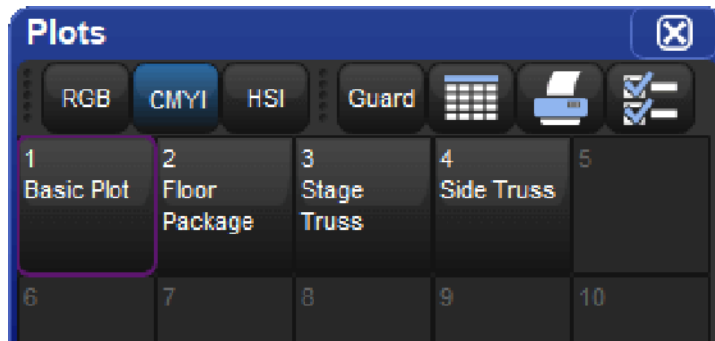 Plots
RGB CMYI HSI Guard
1 2 3 4 5
Basic Plot Floor Stage Side Truss
Package Truss
6 7 8 9 10